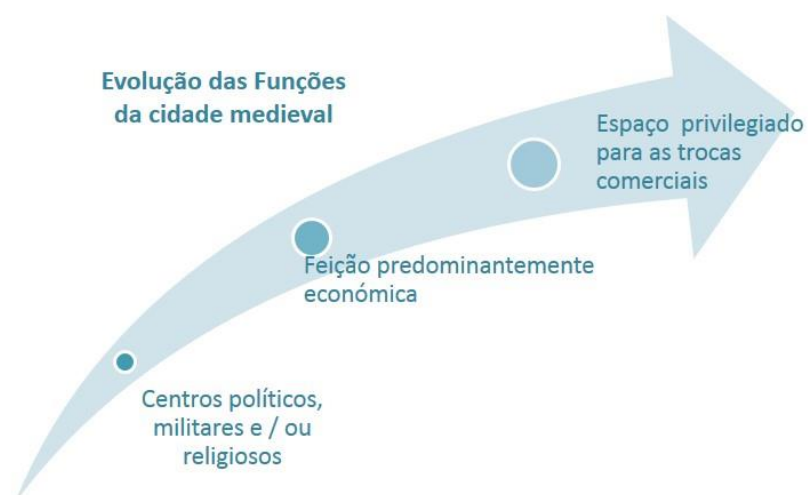 Evolução das Funções
da cidade medieval
Espaço privilegiado
para as trocas
comerciais
Feição predominantemente
económica
Centros políticos,
militares e / ou
religiosos